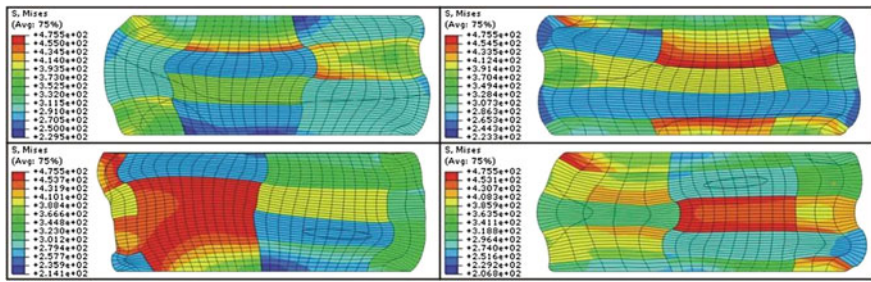 S, Mises
(Avg: 75%)
+4.755e+02
+4.550e+02
+4.345e+02
+4.140e+02
+3.935e+02
+3.730e+02
+3.525e+02
+3.320e+02
+3.115e+02
+2.910e+02
+2.705e+02
+2.500e+02
+2.295e+02
S, Mises
(Avg: 75%)
+4.755e+02
+4.545e+02
+4.335e+02
+4.124e+02
+3.914e+02
+3.704e+02
+3.494e+02
+3.284e+02
+3.073e+02
+2.863e+02
+2.653e+02
+2.443e+02
+2.233e+02
S, Mises
(Avg: 75%)
+4.755e+02
+4.537e+02
+4.319e+02
+4.101e+02
+3.884e+02
+3.666e+02
+3.448e+02
+3.230e+02
+3.012e+02
+2.794e+02
+2.577e+02
+2.359e+02
+2.141e+02
S, Mises
(Avg: 75%)
+4.755e+02
+4.531e+02
+4.307e+02
+4.083e+02
+3.859e+02
+3.635e+02
+3.411e+02
+3.188e+02
+2.964e+02
+2.740e+02
+2.516e+02
+2.292e+02
+2.068e+02